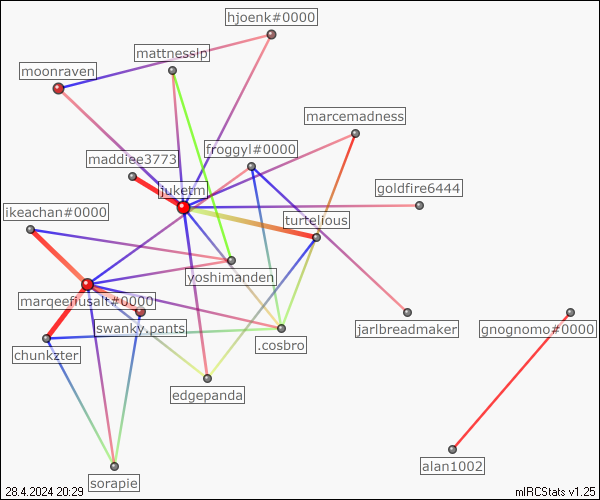 hjoenk#0000
mattnesslp
moonraven
marcemadness
froggyl#0000
maddiee3773
juketm
goldfire6444
ikeachan#0000
turtelious
yoshimanden
marqeefiusalt#0000
swanky.pants
jarlbreadmaker
gnognomo#0000
.cosbro
chunkzter
edgepanda
alan1002
sorapie
28.4.2024 20:29
mIRCStats v1.25